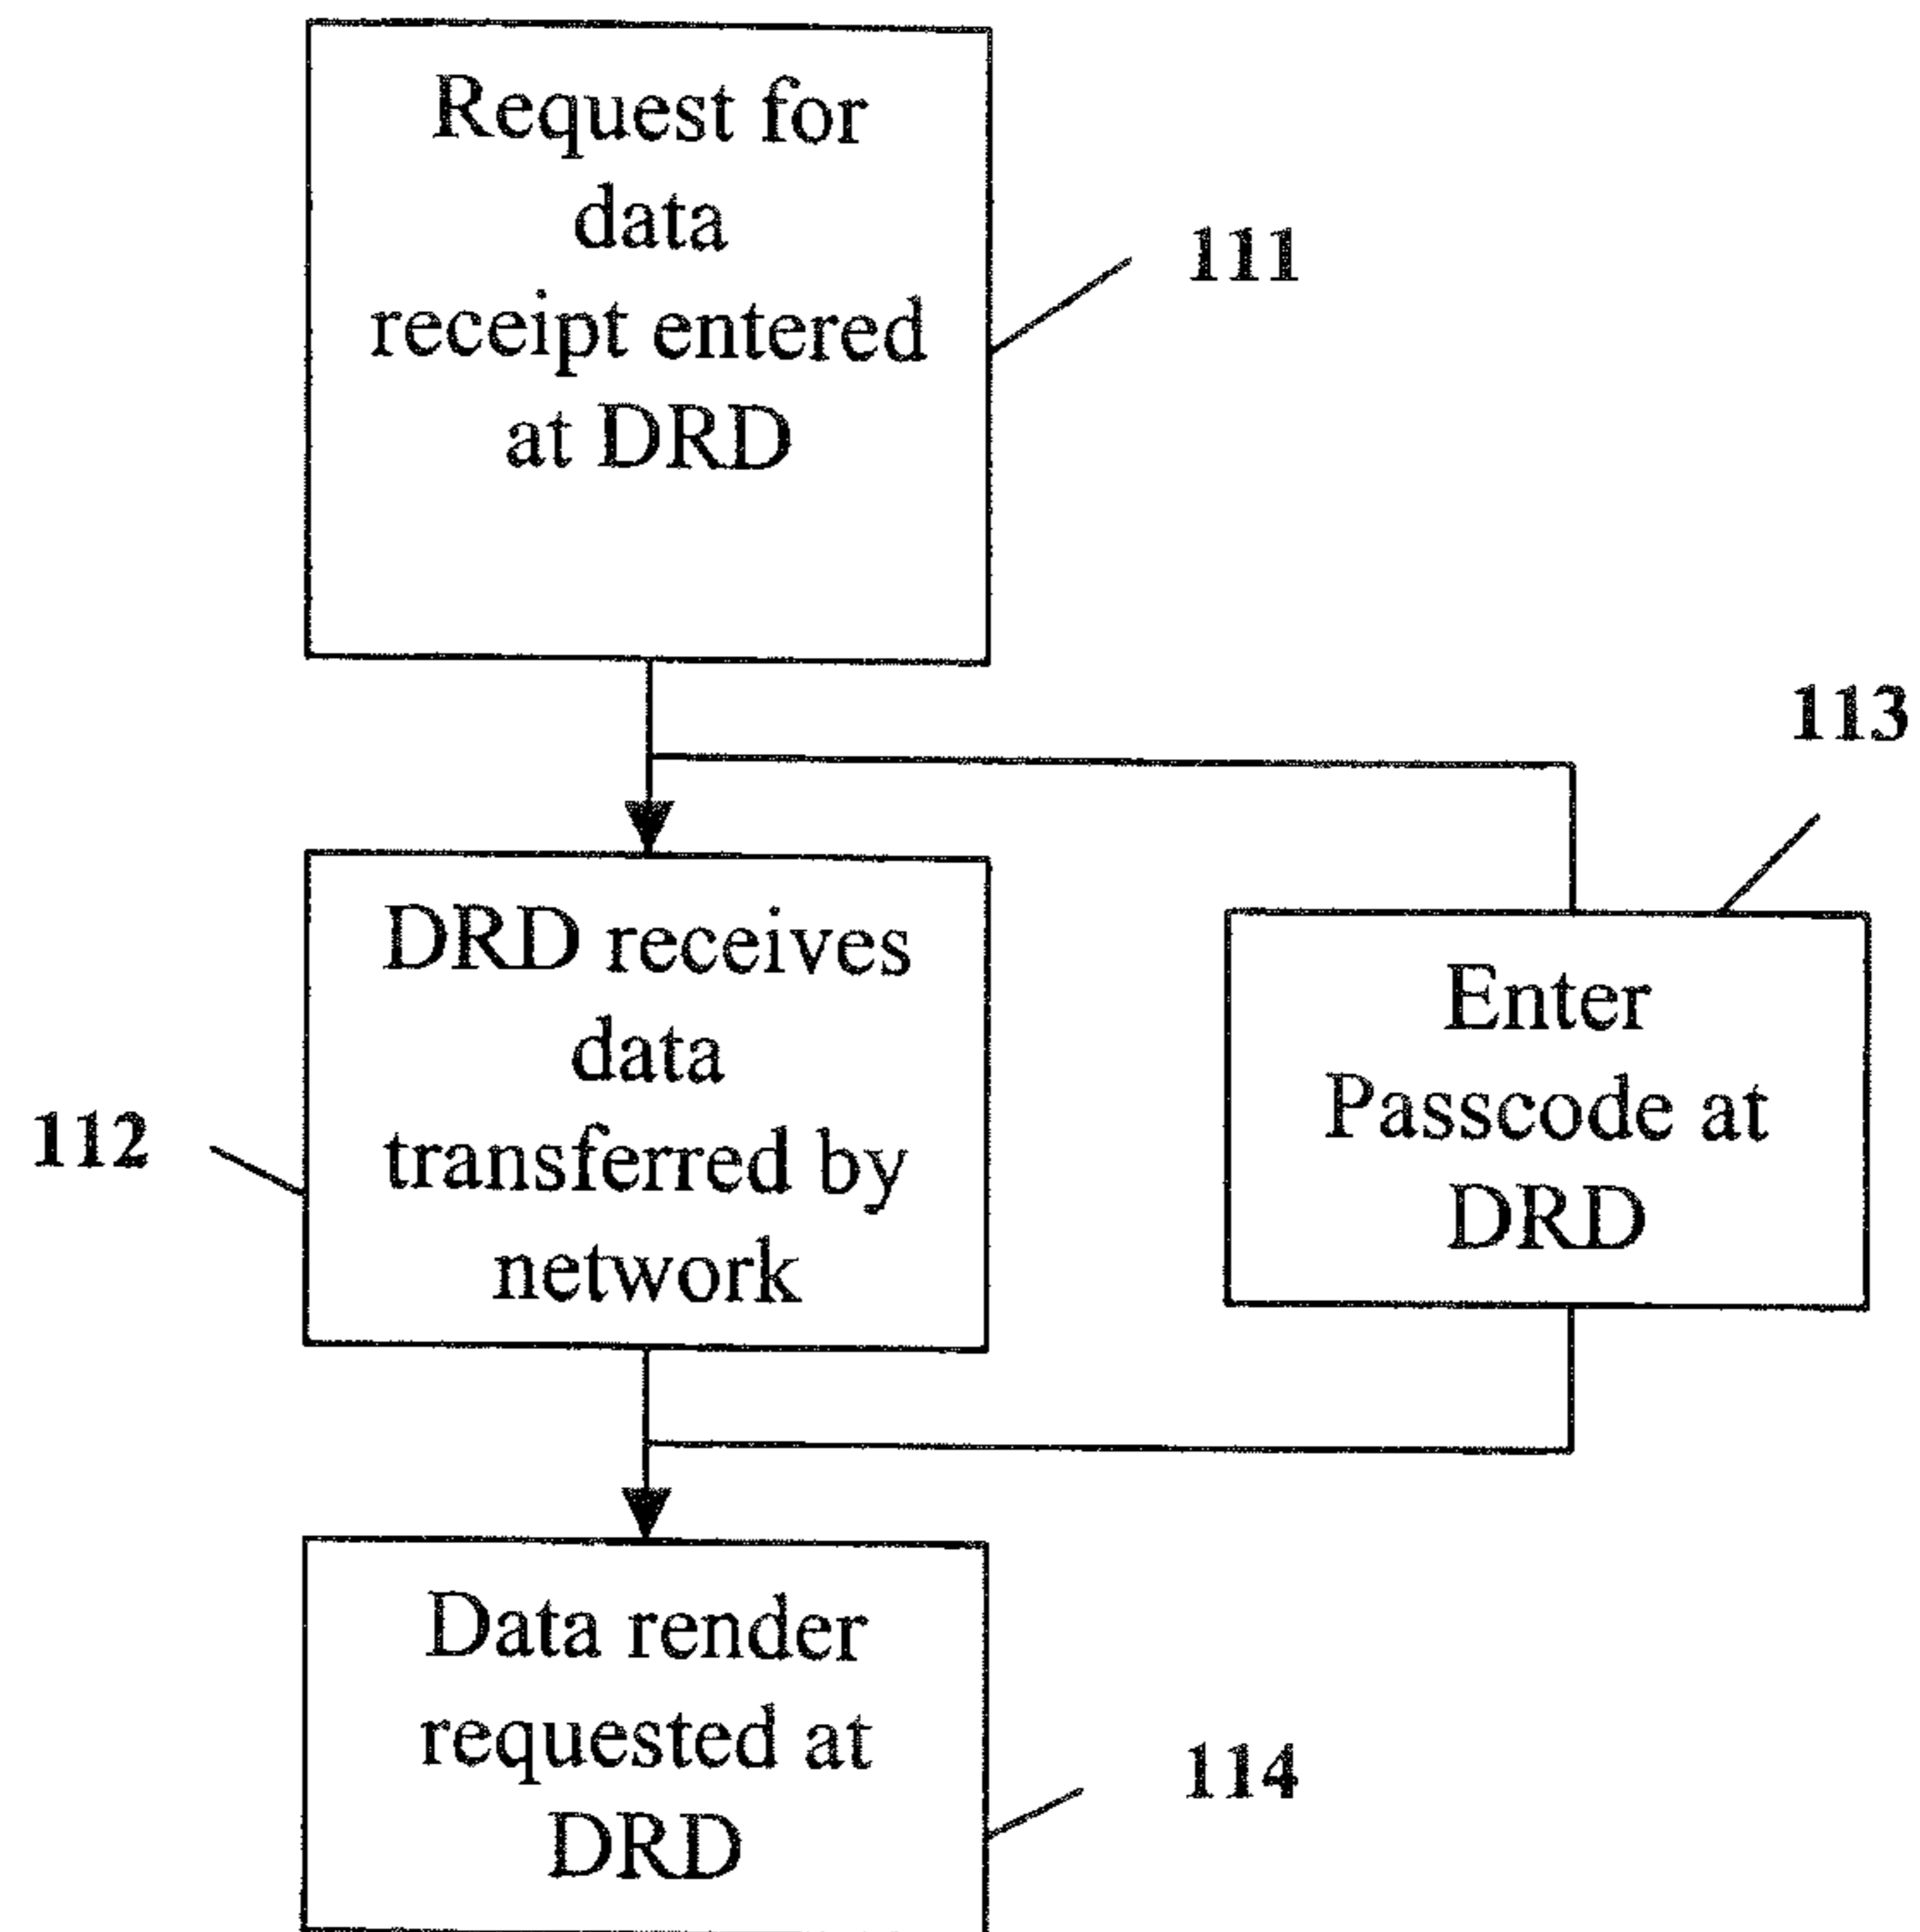 Request for
data
receipt entered
at DRD
111
113
DRD receives
data
transferred by
network
112
Enter
Passcode at
DRD
Data render
requested at
DRD
114